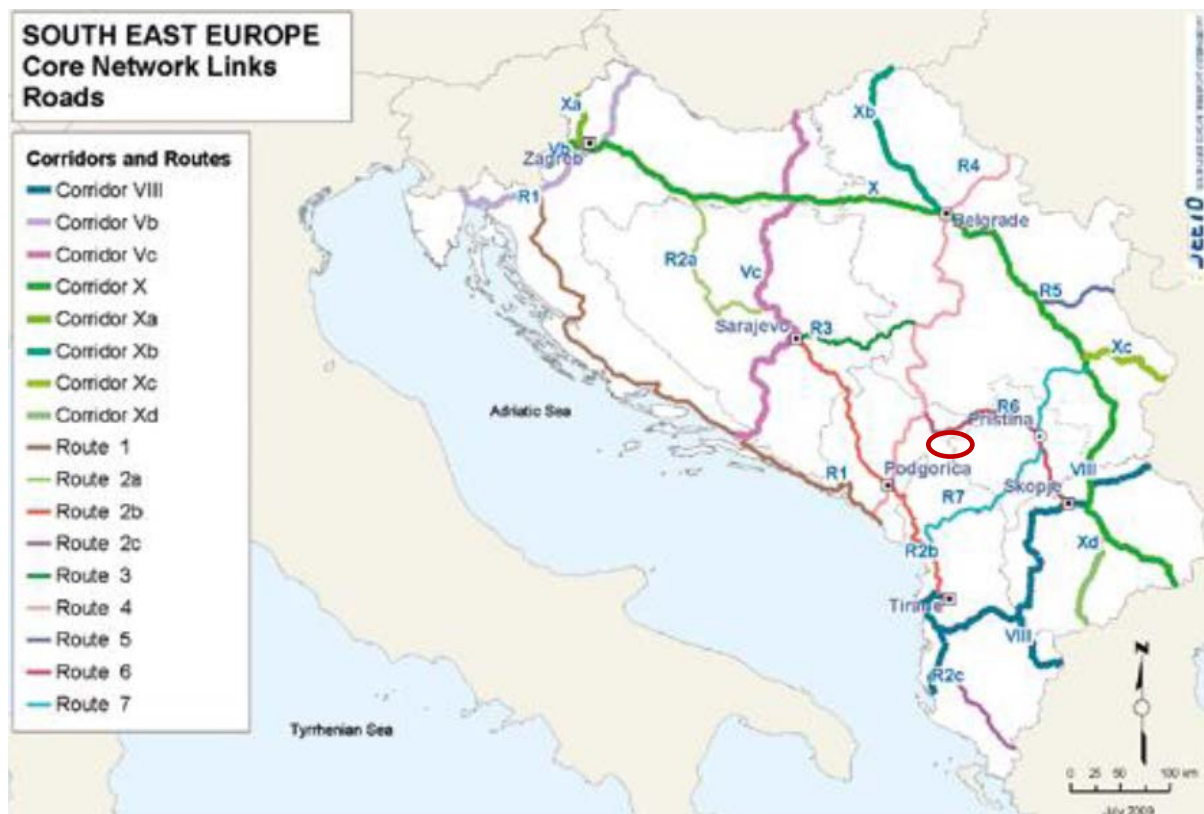 SOUTH EAST EUROPE
Core Network Links
Roads
Corridors and Routes
Corridor VIII
Corridor Vb
Corridor Vc
Corridor X
Corridor Xa
Corridor Xb
Corridor Xc
Corridor Xd
Route 1
Route 2a
Route 2b
Route 2c
Route 3
Route 4
Route 5
Route 6
Route 7
Xa
Vb
Zagreb
R1
Xb
R4
X
Belgrade
R2a
Vc
R5
Sarajevo
R3
Xc
Adriatic Sea
R6
Pristina
R1
Podgorica
R7
Skopje
VIII
R2b
Xd
Tirane
VIII
R2c
Tyrrhenian Sea
N
0 25 50 100 km
July 2009